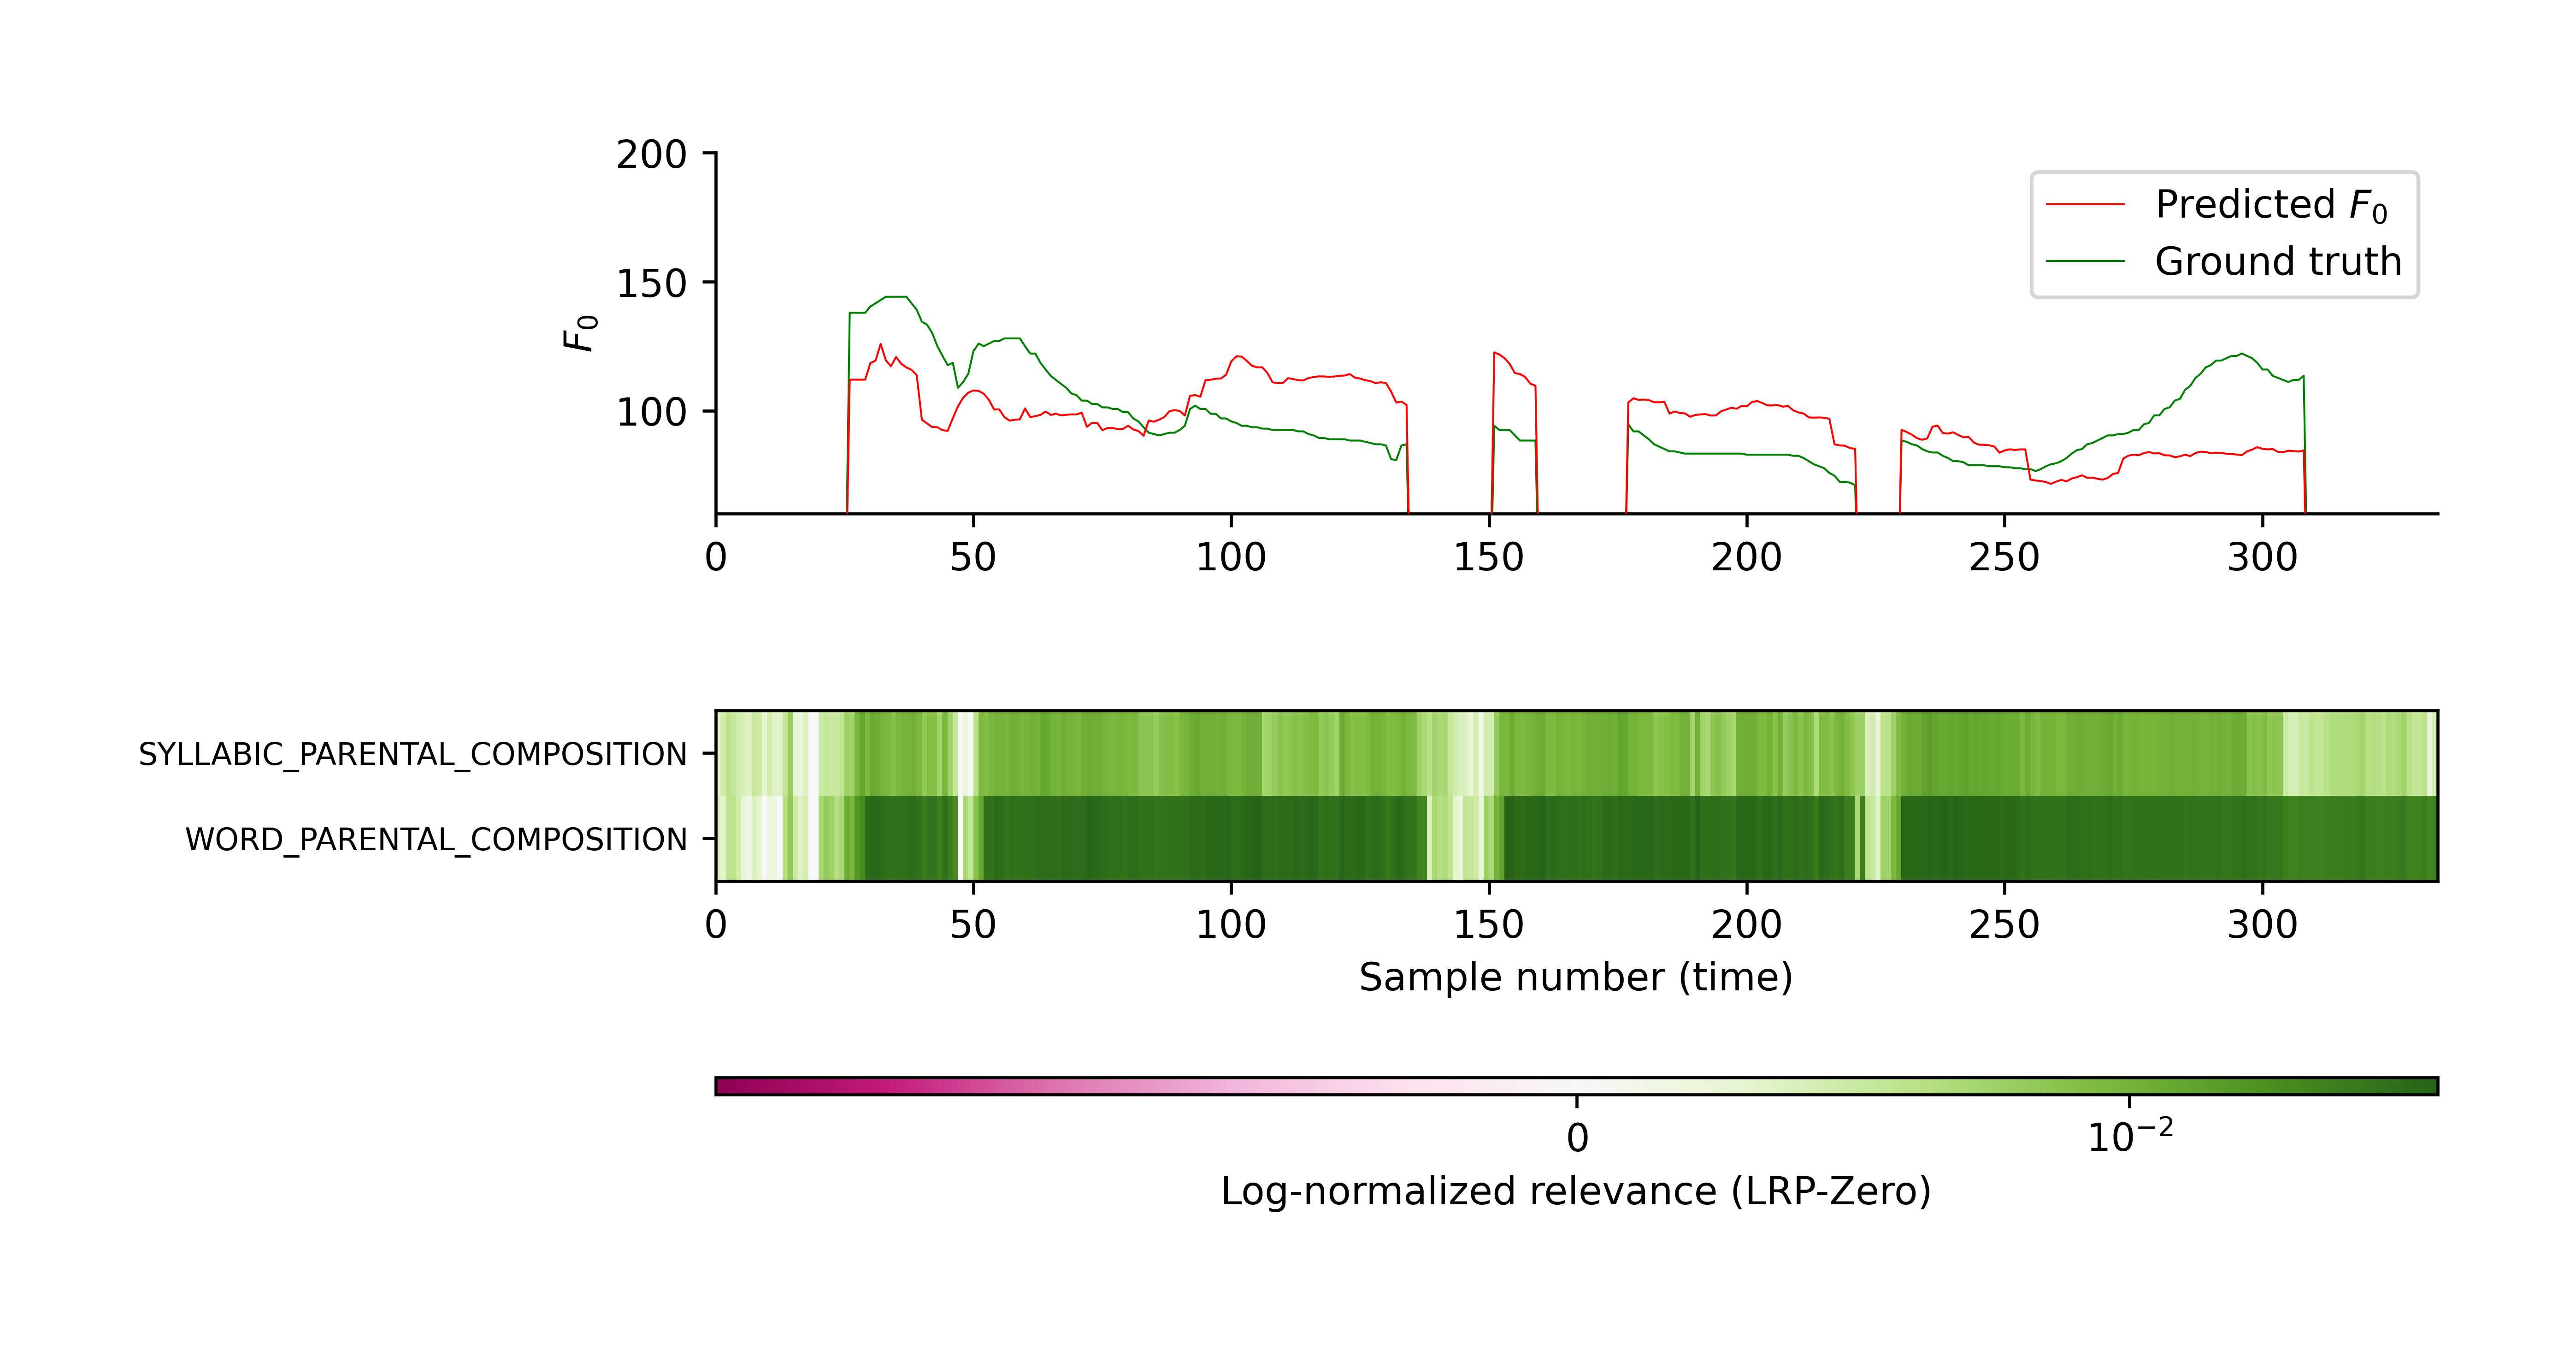 200
150
100
F0
Predicted F0
Ground truth
0 50 100 150 200 250 300
SYLLABIC_PARENTAL_COMPOSITION
WORD_PARENTAL_COMPOSITION
0 50 100 150 200 250 300
Sample number (time)
0 10−2
Log-normalized relevance (LRP-Zero)